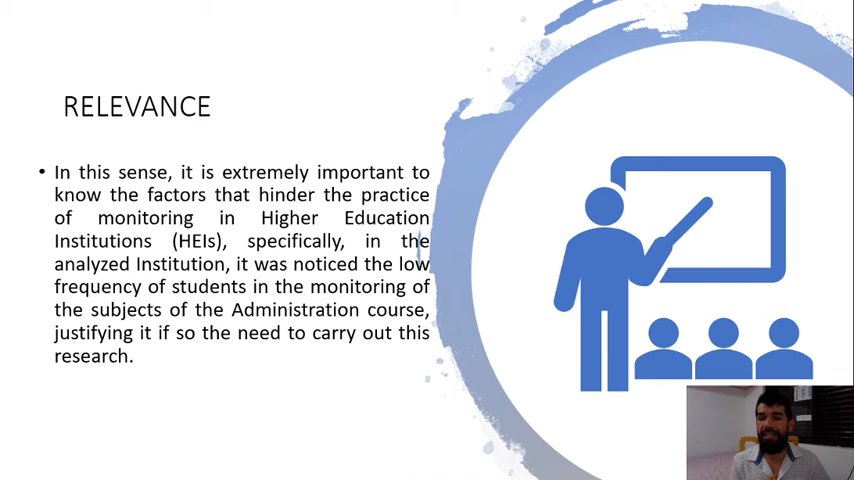 RELEVANCE
• In this sense, it is extremely important to
know the factors that hinder the practice
of monitoring in Higher Education
Institutions (HEIs), specifically, in the
analyzed Institution, it was noticed the low
frequency of students in the monitoring of
the subjects of the Administration course,
justifying it if so the need to carry out this
research.